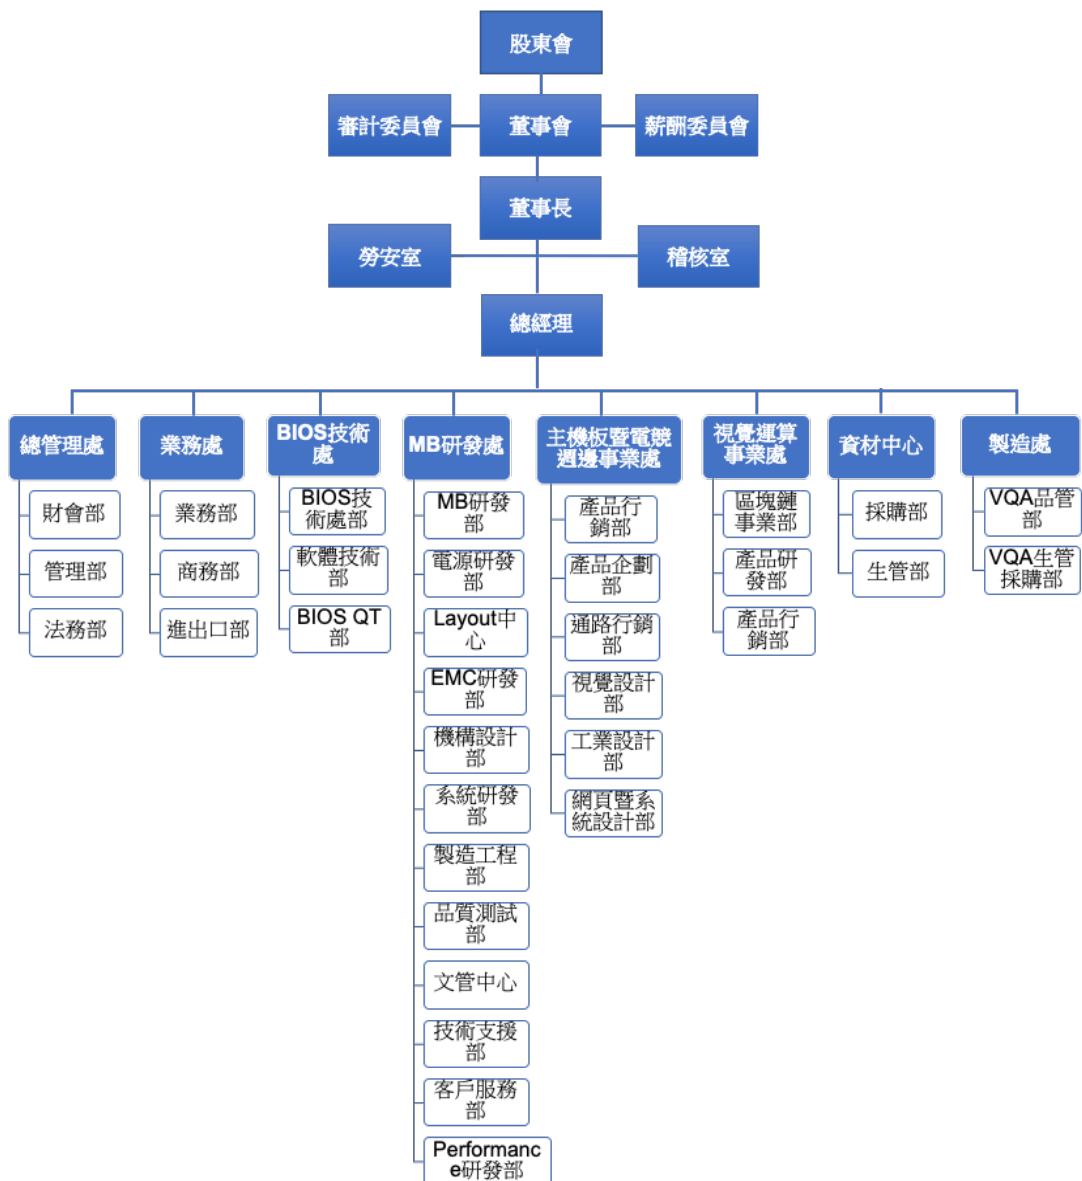 股東會
審計委員會
董事會
薪酬委員會
董事長
勞安室
稽核室
總經理
總管理處
財會部
管理部
法務部
業務處
業務部
商務部
進出口部
BIOS技術
處
BIOS技
術處部
軟體技術
部
BIOS QT
部
MB研發處
MB研發
部
電源研發
部
Layout中
心
EMC研發
部
機構設計
部
系統研發
部
製造工程
部
品質測試
部
文管中心
技術支援
部
客戶服務
部
Performanc
e研發部
主機板暨電競
週邊事業處
產品行
銷部
產品企劃
部
通路行銷
部
視覺設計
部
工業設計
部
網頁暨系
統設計部
視覺運算
事業處
區塊鏈
事業部
產品研
發部
產品行
銷部
資材中心
採購部
生管部
製造處
VQA品管
部
VQA生管
採購部